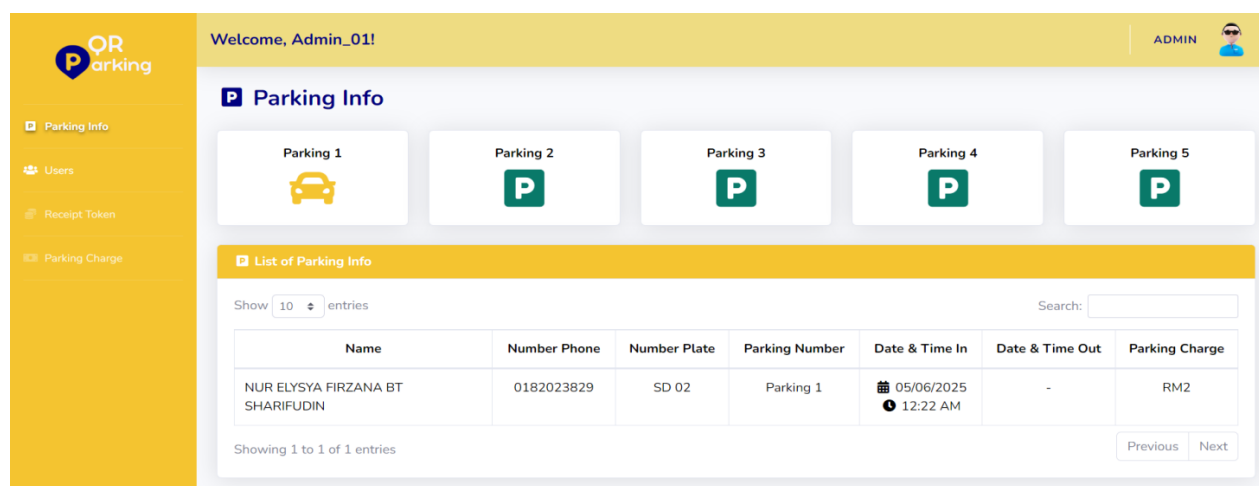 QR
Parking
Welcome, Admin_01!
ADMIN
Parking Info
Users
Receipt Token
Parking Charge
P Parking Info
Parking 1
Parking 2
P
Parking 3
P
Parking 4
P
Parking 5
P
P List of Parking Info
Show 10 entries
Search:
Name Number Phone Number Plate Parking Number Date & Time In Date & Time Out Parking Charge
NUR ELYSYA FIRZANA BT SHARIFUDIN 0182023829 SD 02 Parking 1 05/06/2025 - RM2
12:22 AM
Showing 1 to 1 of 1 entries
Previous Next